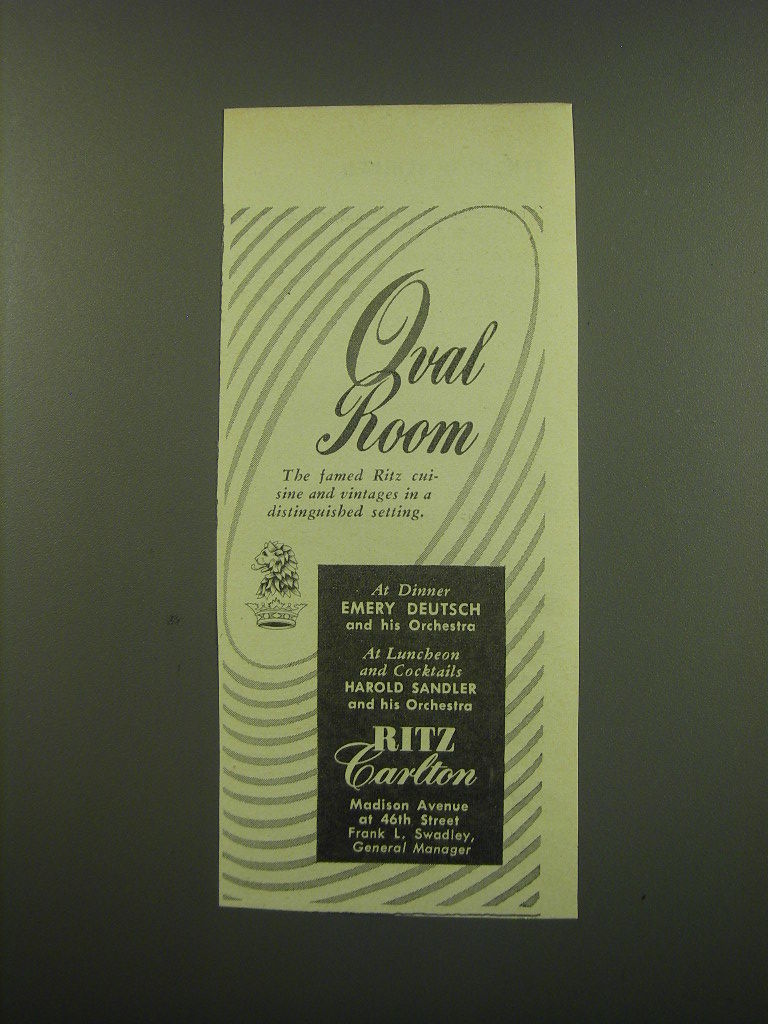 Oval
Room
The famed Ritz cui-
sine and vintages in a
distinguished setting.
At Dinner
EMERY DEUTSCH
and his Orchestra
At Luncheon
and Cocktails
HAROLD SANDLER
and his Orchestra
RITZ
Carlton
Madison Avenue
at 46th Street
Frank L. Swadley,
General Manager